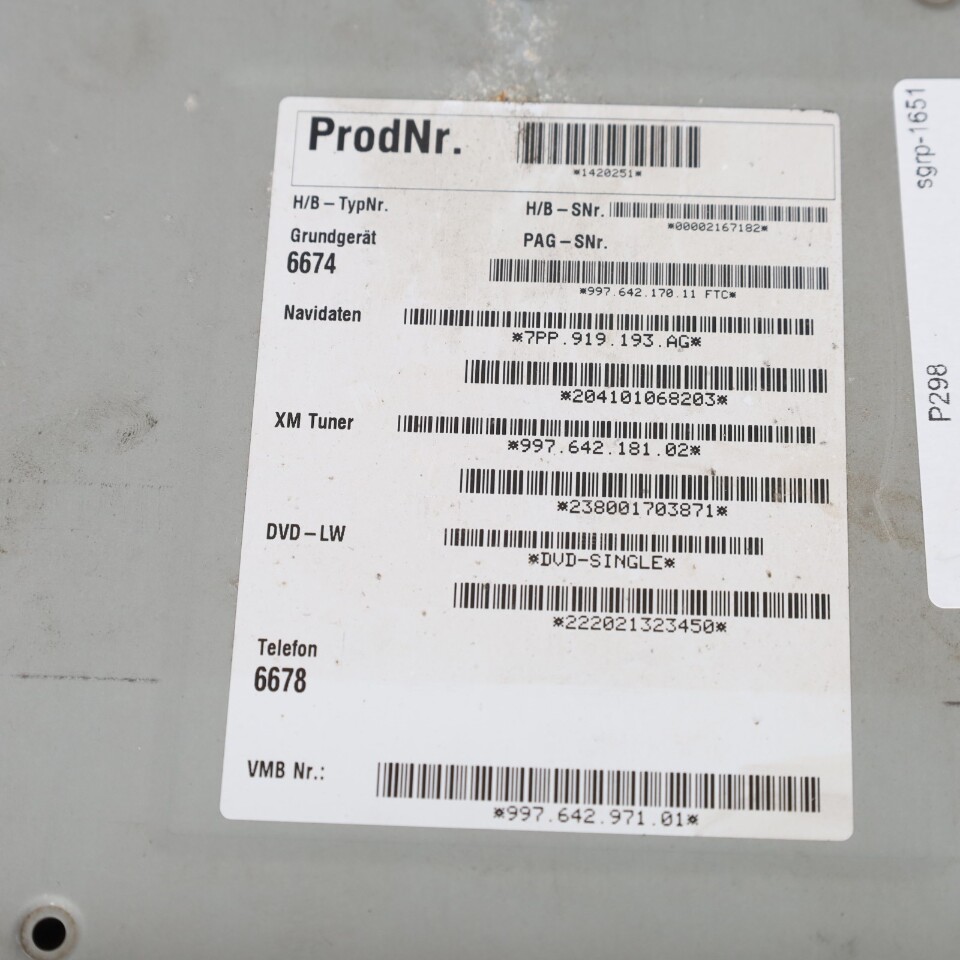 ProdNr.
*1420251*
H/B-TypNr.
H/B-SNr.
*00002167182*
Grundgerät
PAG-SNr.
6674
*997.642.170.11 FTC*
Navidaten
*7PP.919.193.AG*
*204101068203*
XM Tuner
*997.642.181.02*
*238001703871*
DVD-LW
*DVD-SINGLE*
*222021323450*
Telefon
6678
VMB Nr.:
*997.642.971.01*
sgrp-1651
P298